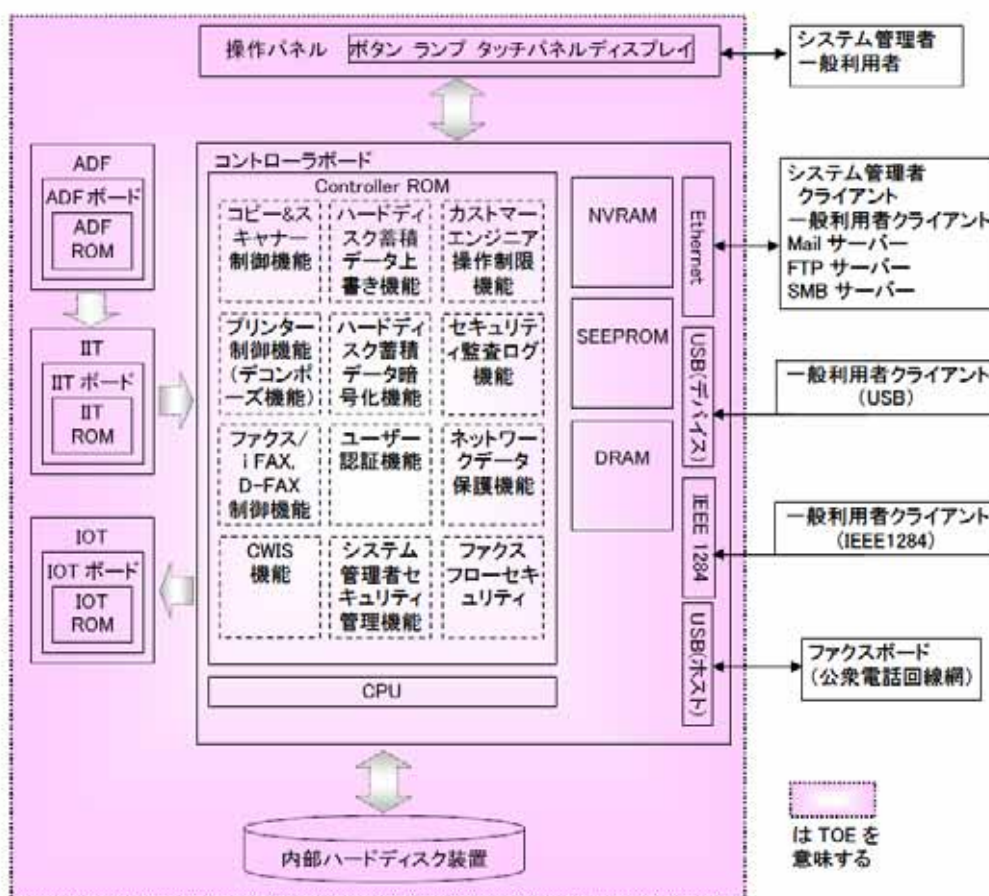 操作パネル
ボタン ランプ タッチパネルディスプレイ
システム管理者
一般利用者
ADF
ADFボード
ADF
ROM
IIT
IIT ボード
IIT
ROM
IOT
IOT ボード
IOT
ROM
コントローラボード
Controller ROM
コピー&ス
キャナー
制御機能
ハードディ
スク蓄積
データ上
書き機能
カストマー
エンジニア
操作制限
機能
プリンター
制御機能
(デコンポ
ーズ機能)
ハードディ
スク蓄積
データ暗
号化機能
セキュリテ
ィ監査ログ
機能
ファクス/
i FAX,
D-FAX
制御機能
ユーザー
認証機能
ネットワー
クデータ
保護機能
CWIS
機能
システム
管理者セ
キュリティ
管理機能
ファクス
フローセキ
ュリティ
CPU
NVRAM
SEEPROM
DRAM
Ethernet
USB(デバイス)
IEEE 1284
USB(ホスト)
システム管理者
クライアント
一般利用者クライアント
Mail サーバー
FTP サーバー
SMB サーバー
一般利用者クライアント
(USB)
一般利用者クライアント
(IEEE1284)
ファクスボード
(公衆電話回線網)
内部ハードディスク装置
は TOE を
意味する